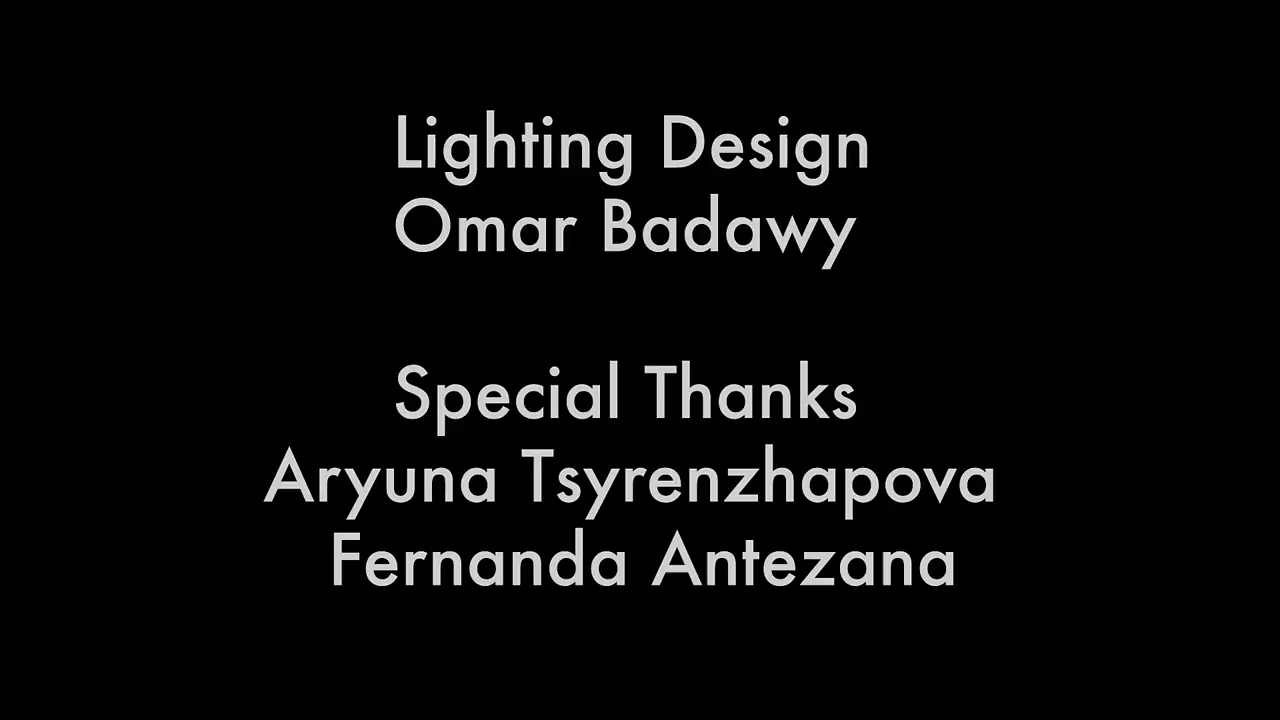 Lighting Design
Omar Badawy
Special Thanks
Aryuna Tsyrenzhapova
Fernanda Antezana